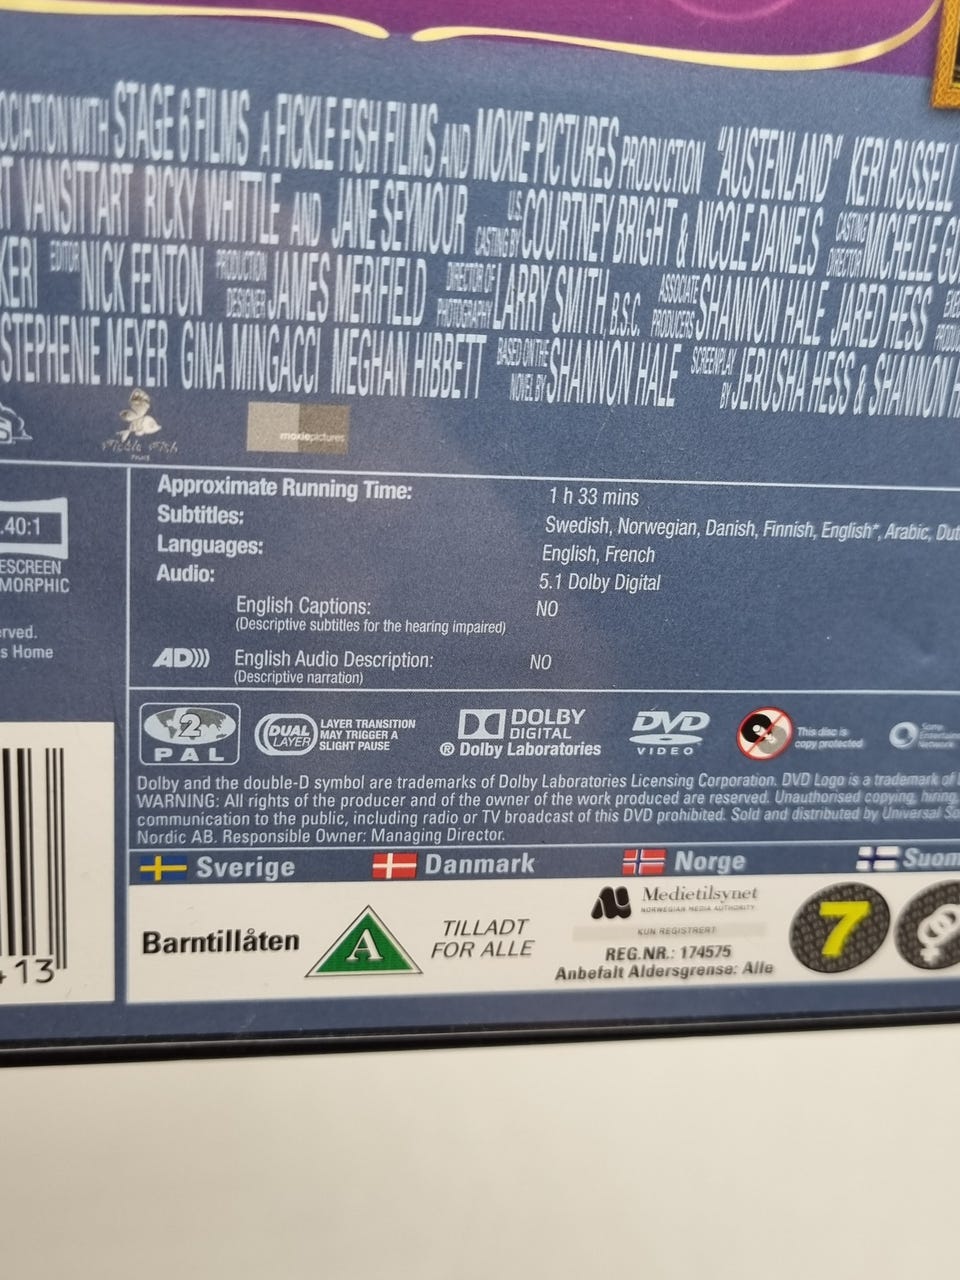 OCIATION WITH STAGE 6 FILMS A FICKLE FISH FILMS AND MOXIE PICTURES PRODUCTION "AUSTENLAND" KERI RUSSELL
RT VANSITTART RICKY WHITTLE AND JANE SEYMOUR U.S. CASTING BY COURTNEY BRIGHT & NICOLE DANIELS CASTING DIRECTOR MICHELLE GU
KERI EDITOR NICK FENTON PRODUCTION DESIGNER JAMES MERIFIELD DIRECTOR OF PHOTOGRAPHY LARRY SMITH, B.S.C. ASSOCIATE PRODUCERS SHANNON HALE JARED HESS
STEPHENIE MEYER GINA MINGACCI MEGHAN HIBBETT BASED ON THE NOVEL BY SHANNON HALE SCREENPLAY BY JERUSHA HESS & SHANNON H
Fickle Fish
FILMS
moxiepictures
.40:1
ESCREEN
MORPHIC
erved.
s Home
Approximate Running Time: 1 h 33 mins
Subtitles: Swedish, Norwegian, Danish, Finnish, English*, Arabic, Dut
Languages: English, French
Audio: 5.1 Dolby Digital
English Captions: NO
(Descriptive subtitles for the hearing impaired)
AD))) English Audio Description: NO
(Descriptive narration)
2
PAL
DUAL LAYER
LAYER TRANSITION
MAY TRIGGER A
SLIGHT PAUSE
DOLBY
DIGITAL
® Dolby Laboratories
DVD
VIDEO
This disc is
copy protected
Sony
Entertainment
Network
Dolby and the double-D symbol are trademarks of Dolby Laboratories Licensing Corporation. DVD Logo is a trademark of
WARNING: All rights of the producer and of the owner of the work produced are reserved. Unauthorised copying, hiring,
communication to the public, including radio or TV broadcast of this DVD prohibited. Sold and distributed by Universal So
Nordic AB. Responsible Owner: Managing Director.
Sverige Danmark Norge Suom
Barntillåten
A
TILLADT
FOR ALLE
Medietilsynet
NORWEGIAN MEDIA AUTHORITY
KUN REGISTRERT
REG.NR.: 174575
Anbefalt Aldersgrense: Alle
7
413